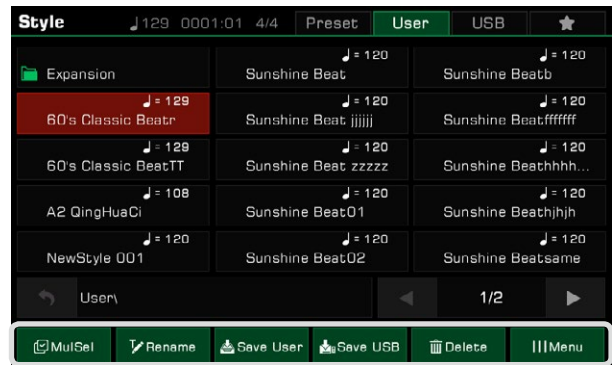 Style ♩129 0001:01 4/4 Preset User USB ★
Expansion
♩= 120
Sunshine Beat
♩= 120
Sunshine Beatb
♩= 129
60's Classic Beatr
♩= 120
Sunshine Beat jjjjjj
♩= 120
Sunshine Beatfffffff
♩= 129
60's Classic BeatTT
♩= 120
Sunshine Beat zzzzz
♩= 120
Sunshine Beathhhh...
♩= 108
A2 QingHuaCi
♩= 120
Sunshine Beat01
♩= 120
Sunshine Beathjhjh
♩= 120
NewStyle 001
♩= 120
Sunshine Beat02
♩= 120
Sunshine Beatsame
User\ 1/2
MulSel Rename Save User Save USB Delete Menu